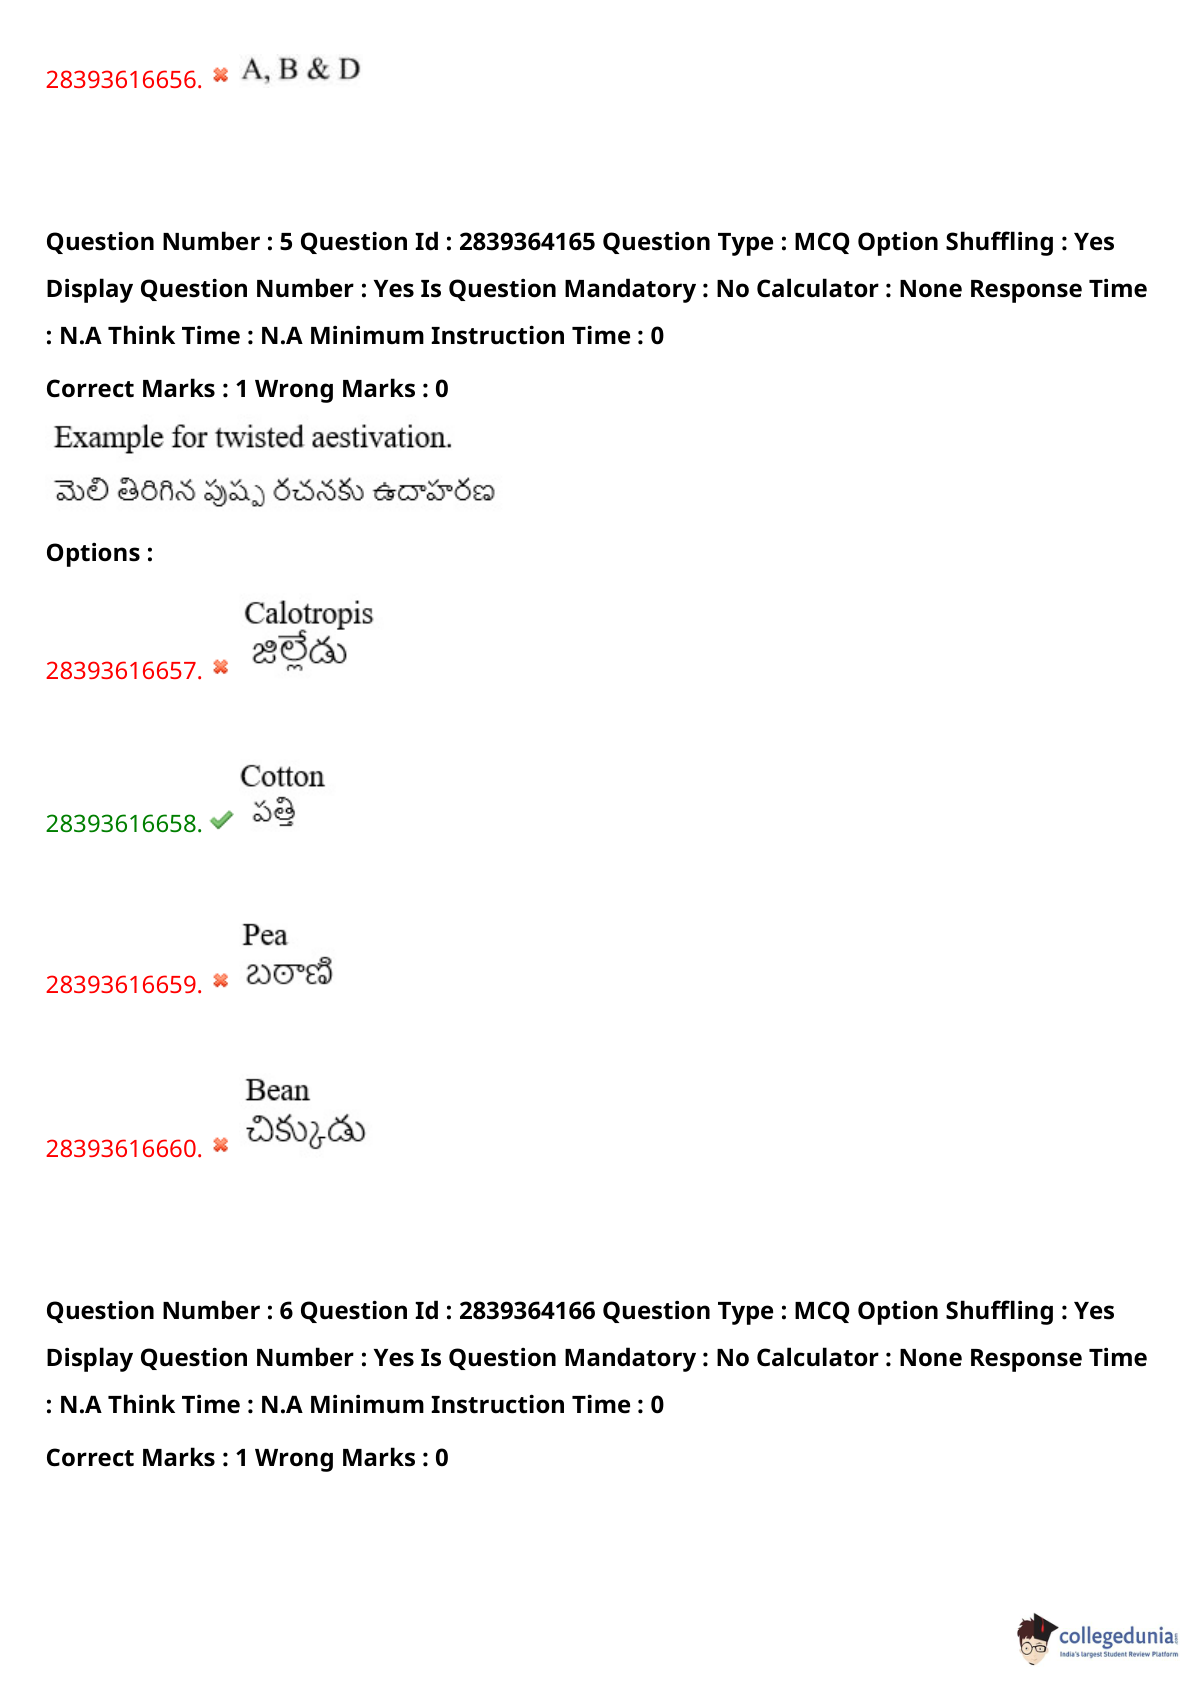 28393616656. A, B & D
Question Number : 5 Question Id : 2839364165 Question Type : MCQ Option Shuffling : Yes
Display Question Number : Yes Is Question Mandatory : No Calculator : None Response Time
: N.A Think Time : N.A Minimum Instruction Time : 0
Correct Marks : 1 Wrong Marks : 0
Example for twisted aestivation.
మెలి తిరిగిన పుష్ప రచనకు ఉదాహరణ
Options :
Calotropis
28393616657. జిల్లేడు
Cotton
28393616658. పత్తి
Pea
28393616659. బఠాణి
Bean
28393616660. చిక్కుడు
Question Number : 6 Question Id : 2839364166 Question Type : MCQ Option Shuffling : Yes
Display Question Number : Yes Is Question Mandatory : No Calculator : None Response Time
: N.A Think Time : N.A Minimum Instruction Time : 0
Correct Marks : 1 Wrong Marks : 0
collegedunia.com
India's largest Student Review Platform